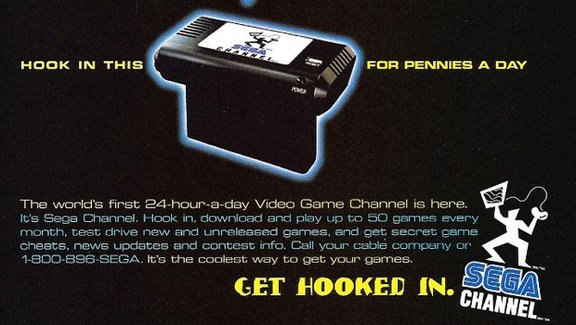 HOOK IN THIS
FOR PENNIES A DAY
SEGA
CHANNEL
POWER
The world's first 24-hour-a-day Video Game Channel is here.
It's Sega Channel. Hook in, download and play up to 50 games every
month, test drive new and unreleased games, and get secret game
cheats, news updates and contest info. Call your cable company or
1-800-896-SEGA. It's the coolest way to get your games.
GET HOOKED IN.
SEGA
CHANNEL